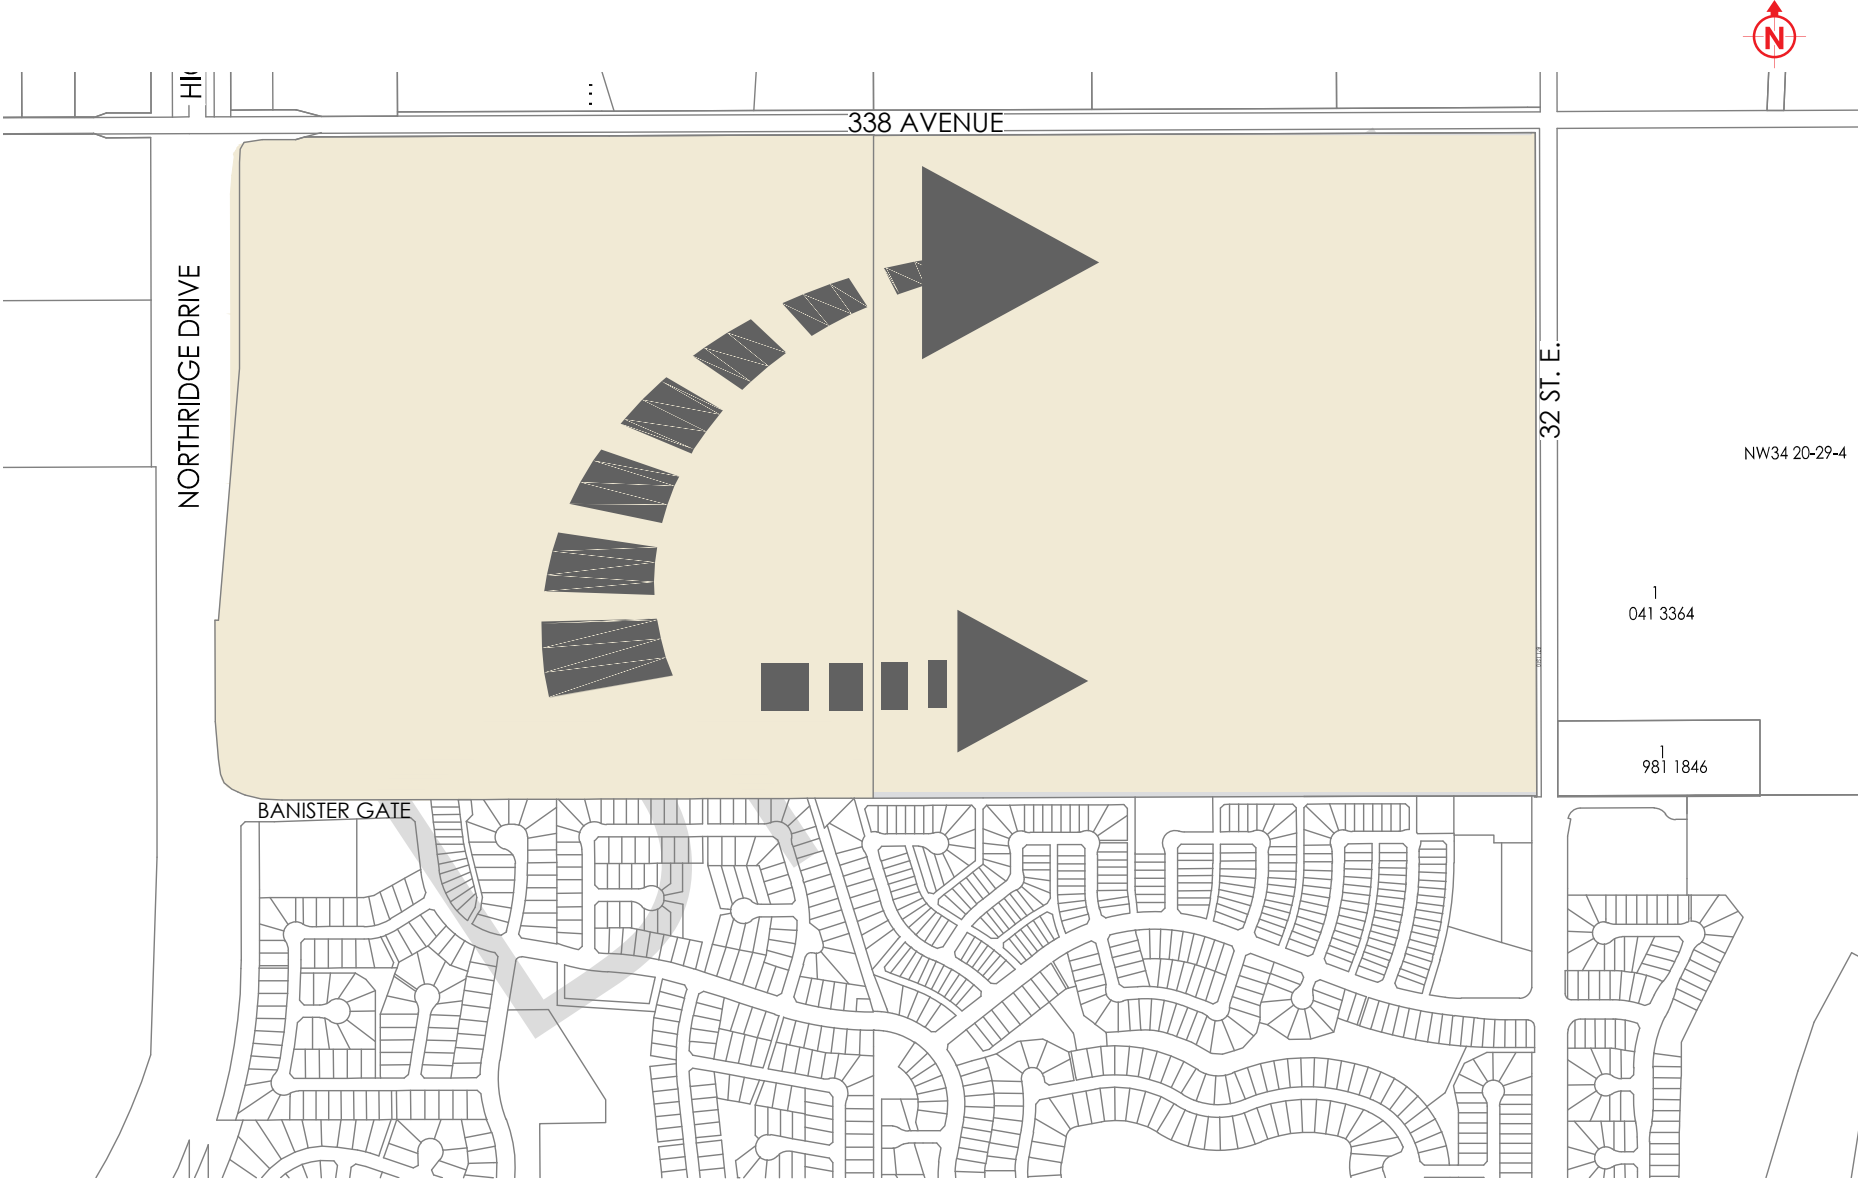 N
338 AVENUE
NORTHRIDGE DRIVE
32 ST. E.
NW34 20-29-4
1
041 3364
1
981 1846
BANISTER GATE